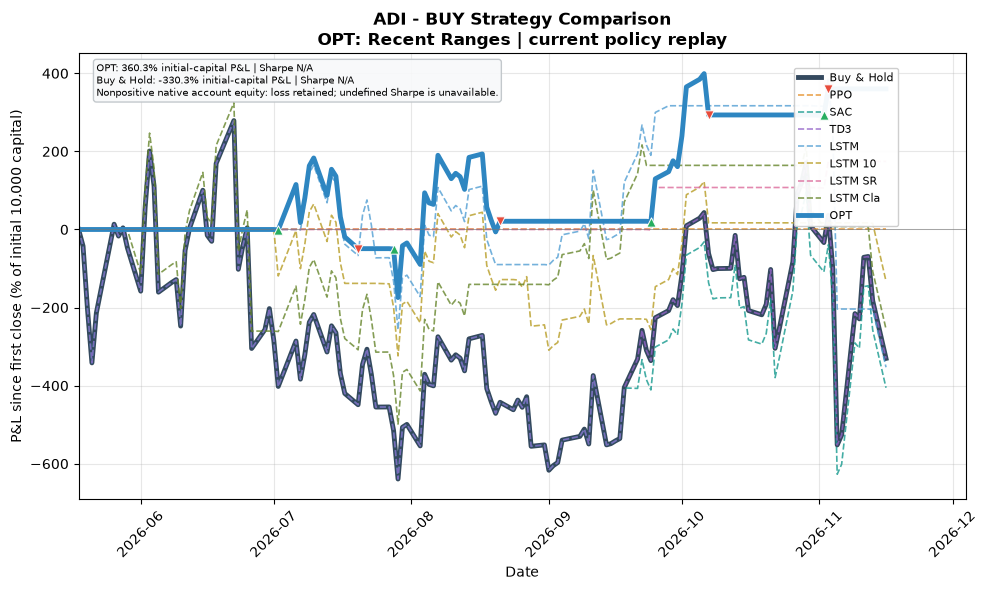 ADI - BUY Strategy Comparison
OPT: Recent Ranges | current policy replay
OPT: 360.3% initial-capital P&L | Sharpe N/A
Buy & Hold: -330.3% initial-capital P&L | Sharpe N/A
Nonpositive native account equity: loss retained; undefined Sharpe is unavailable.
Buy & Hold
PPO
SAC
TD3
LSTM
LSTM 10
LSTM SR
LSTM Cla
OPT
P&L since first close (% of initial 10,000 capital)
400
200
0
−200
−400
−600
2026-06
2026-07
2026-08
2026-09
2026-10
2026-11
2026-12
Date